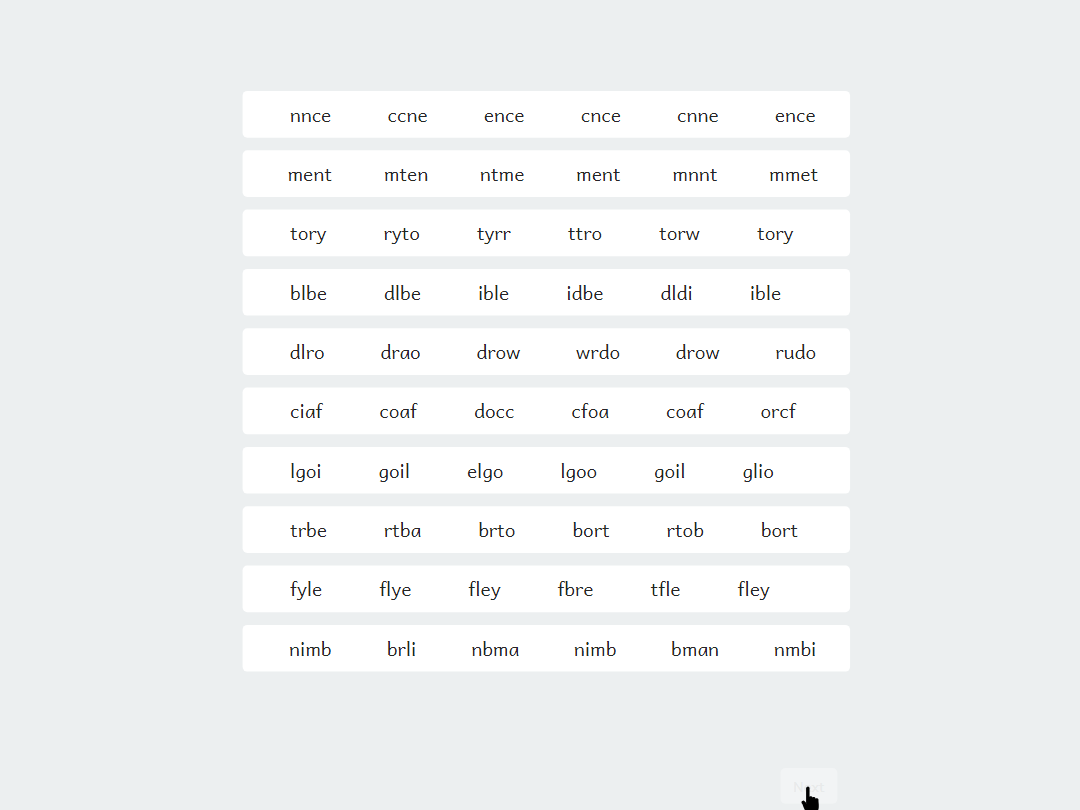 nnce ccne ence cnce cnne ence
ment mten ntme ment mnnt mmet
tory ryto tyrr ttro torw tory
blbe dlbe ible idbe dldi ible
dlro drao drow wrdo drow rudo
ciaf coaf docc cfoa coaf orcf
lgoi goil elgo lgoo goil glio
trbe rtba brto bort rtob bort
fyle flye fley fbre tfle fley
nimb brli nbma nimb bman nmbi